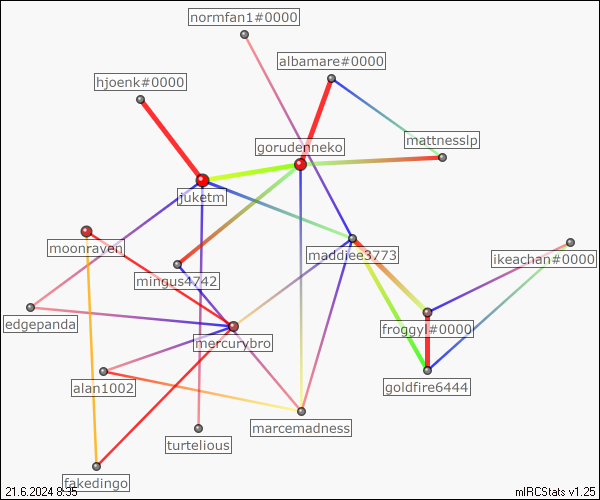 normfan1#0000
albamare#0000
hjoenk#0000
mattnesslp
gorudenneko
juketm
moonraven
maddiee3773
ikeachan#0000
mingus4742
edgepanda
froggyl#0000
mercurybro
alan1002
goldfire6444
marcemadness
turtelious
fakedingo
21.6.2024 8:35
mIRCStats v1.25